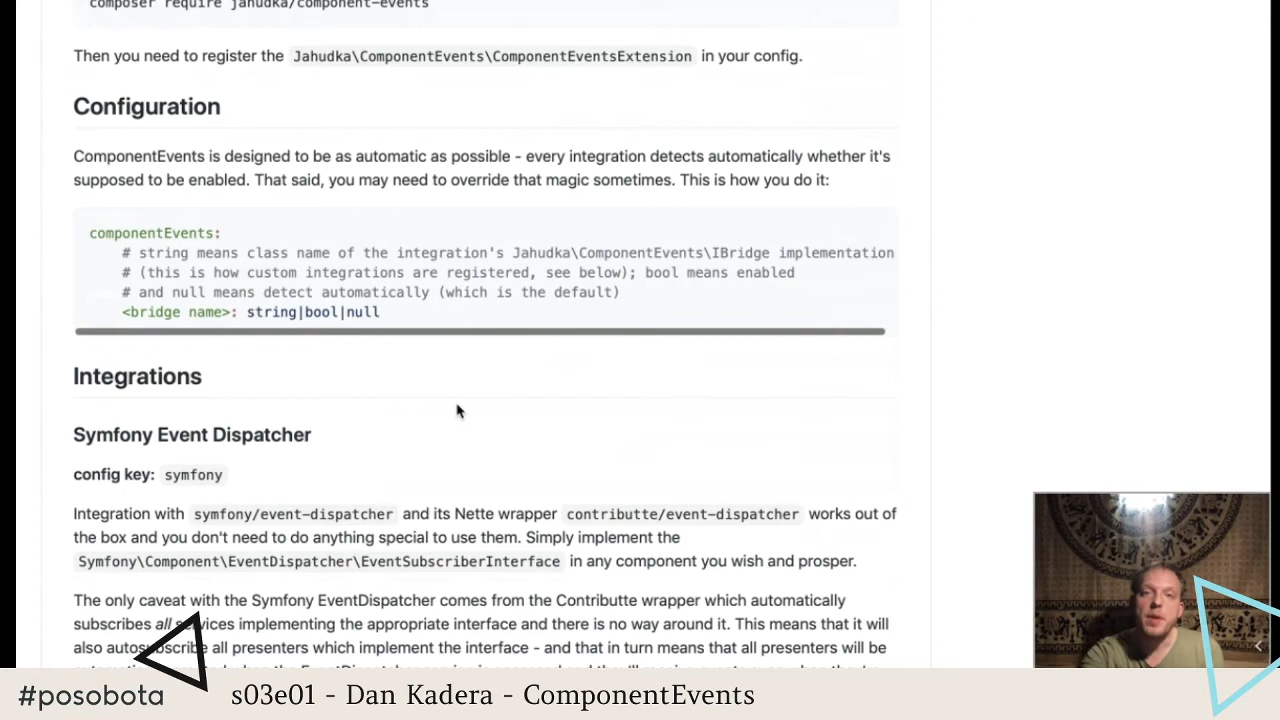 composer require jahudka/component-events
Then you need to register the Jahudka\ComponentEvents\ComponentEventsExtension in your config.
Configuration
ComponentEvents is designed to be as automatic as possible - every integration detects automatically whether it's
supposed to be enabled. That said, you may need to override that magic sometimes. This is how you do it:
componentEvents:
# string means class name of the integration's Jahudka\ComponentEvents\IBridge implementation
# (this is how custom integrations are registered, see below); bool means enabled
# and null means detect automatically (which is the default)
<bridge name>: string|bool|null
Integrations
Symfony Event Dispatcher
config key: symfony
Integration with symfony/event-dispatcher and its Nette wrapper contributte/event-dispatcher works out of
the box and you don't need to do anything special to use them. Simply implement the
Symfony\Component\EventDispatcher\EventSubscriberInterface in any component you wish and prosper.
The only caveat with the Symfony EventDispatcher comes from the Contributte wrapper which automatically
subscribes all services implementing the appropriate interface and there is no way around it. This means that it will
also autosubscribe all presenters which implement the interface - and that in turn means that all presenters will be
#posobota
s03e01 - Dan Kadera - ComponentEvents